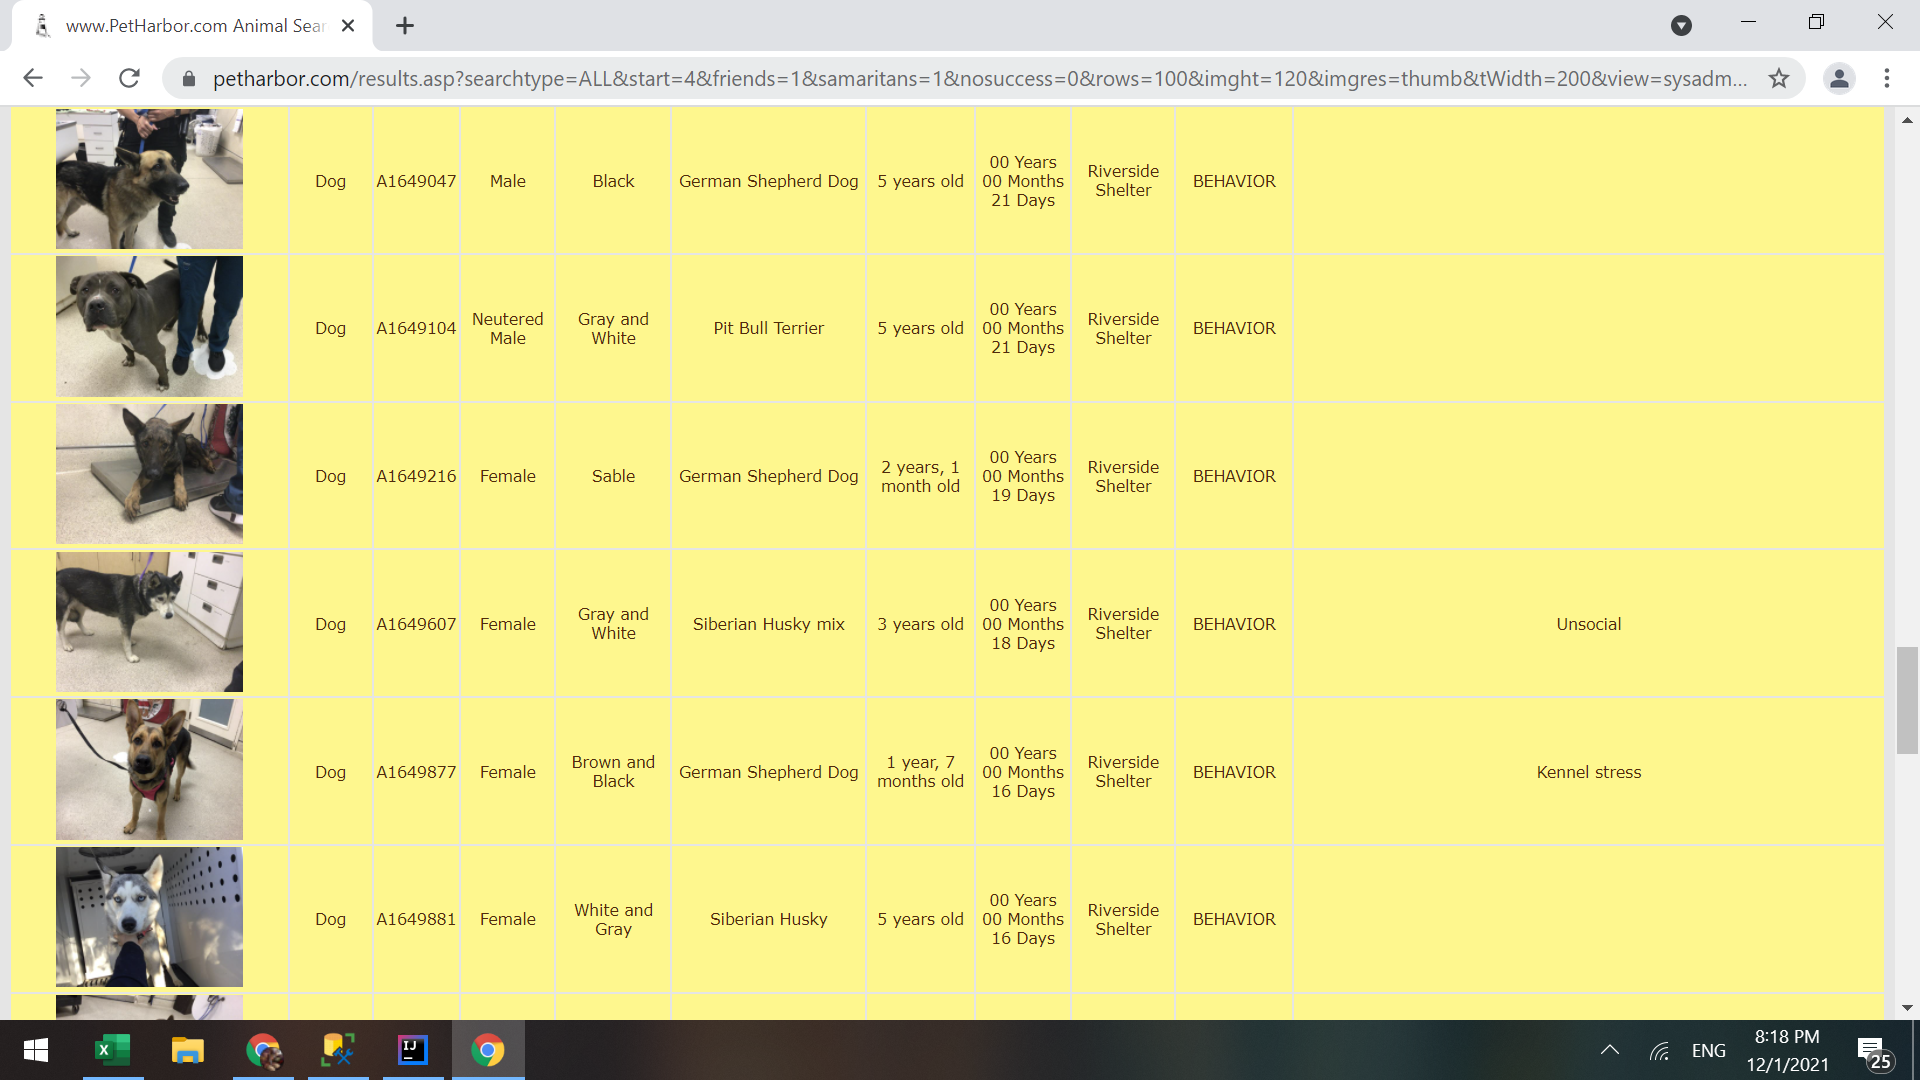 www.PetHarbor.com Animal Sear
petharbor.com/results.asp?searchtype=ALL&start=4&friends=1&samaritans=1&nosuccess=0&rows=100&imght=120&imgres=thumb&tWidth=200&view=sysadm...
Dog
A1649047
Male
Black
German Shepherd Dog
5 years old
00 Years
00 Months
21 Days
Riverside
Shelter
BEHAVIOR
Dog
A1649104
Neutered
Male
Gray and
White
Pit Bull Terrier
5 years old
00 Years
00 Months
21 Days
Riverside
Shelter
BEHAVIOR
Dog
A1649216
Female
Sable
German Shepherd Dog
2 years, 1
month old
00 Years
00 Months
19 Days
Riverside
Shelter
BEHAVIOR
Dog
A1649607
Female
Gray and
White
Siberian Husky mix
3 years old
00 Years
00 Months
18 Days
Riverside
Shelter
BEHAVIOR
Unsocial
Dog
A1649877
Female
Brown and
Black
German Shepherd Dog
1 year, 7
months old
00 Years
00 Months
16 Days
Riverside
Shelter
BEHAVIOR
Kennel stress
Dog
A1649881
Female
White and
Gray
Siberian Husky
5 years old
00 Years
00 Months
16 Days
Riverside
Shelter
BEHAVIOR
X
IJ
ENG
8:18 PM
12/1/2021
25